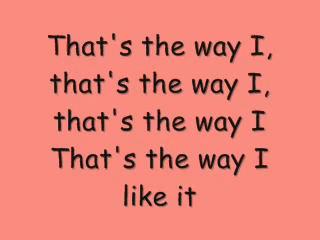 That's the way I,
that's the way I,
that's the way I
That's the way I
like it